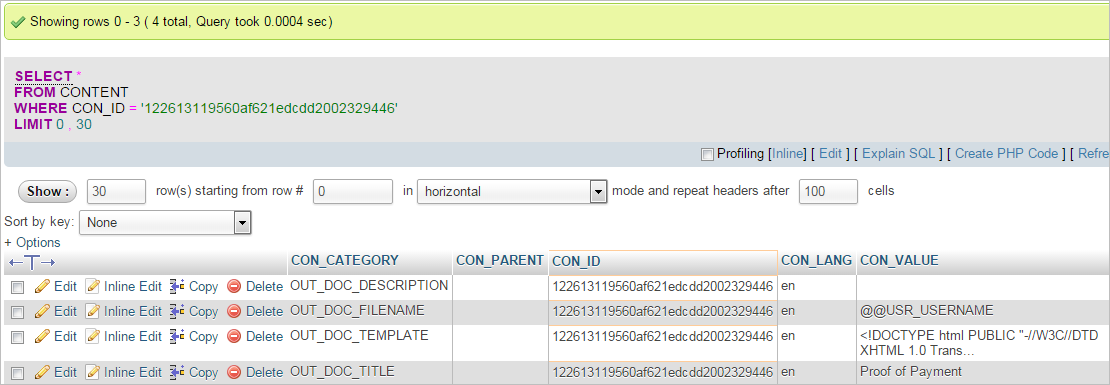 Showing rows 0 - 3 ( 4 total, Query took 0.0004 sec)
SELECT *
FROM CONTENT
WHERE CON_ID = '122613119560af621edcdd2002329446'
LIMIT 0 , 30
Profiling [Inline] [ Edit ] [ Explain SQL ] [ Create PHP Code ] [ Refre
Show : 30 row(s) starting from row # 0 in horizontal mode and repeat headers after 100 cells
Sort by key: None
+ Options
←T→ CON_CATEGORY CON_PARENT CON_ID CON_LANG CON_VALUE
Edit Inline Edit Copy Delete OUT_DOC_DESCRIPTION 122613119560af621edcdd2002329446 en
Edit Inline Edit Copy Delete OUT_DOC_FILENAME 122613119560af621edcdd2002329446 en @@USR_USERNAME
Edit Inline Edit Copy Delete OUT_DOC_TEMPLATE 122613119560af621edcdd2002329446 en <!DOCTYPE html PUBLIC "-//W3C//DTD
XHTML 1.0 Trans...
Edit Inline Edit Copy Delete OUT_DOC_TITLE 122613119560af621edcdd2002329446 en Proof of Payment